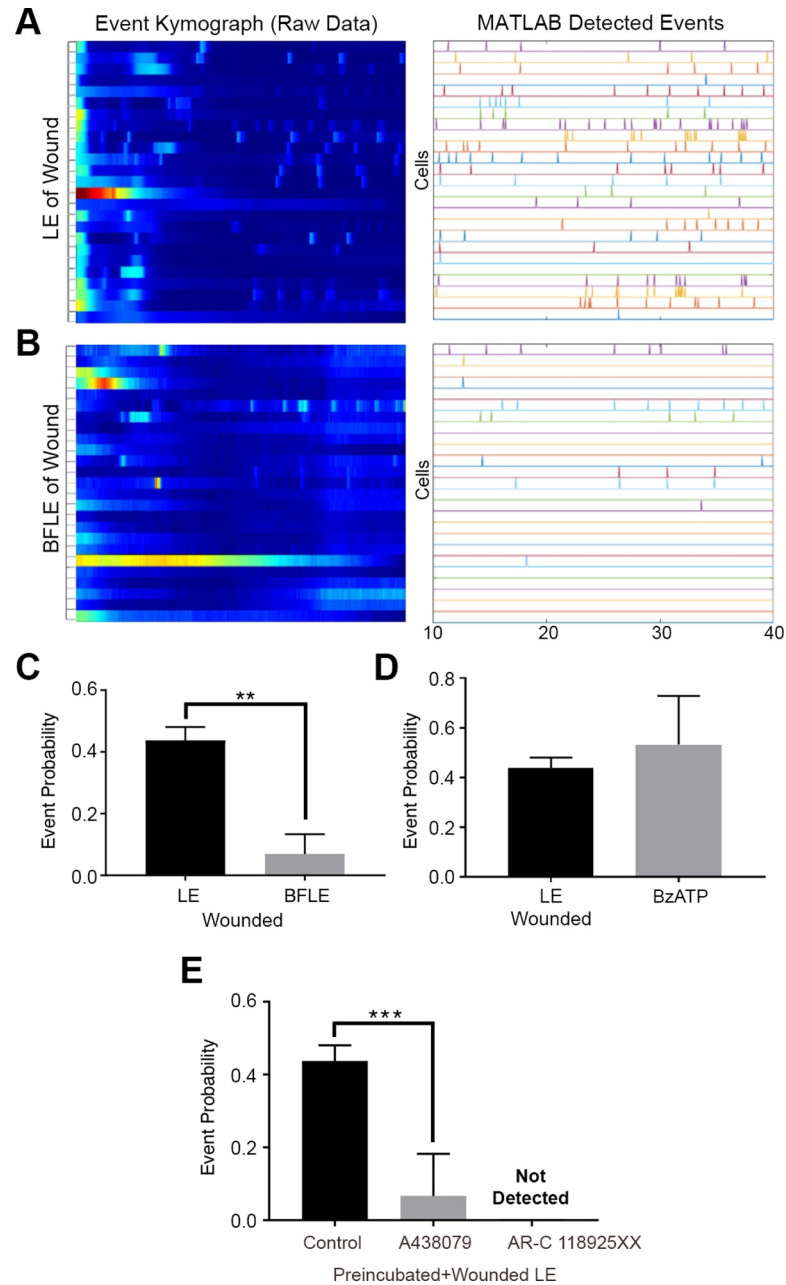 A
Event Kymograph (Raw Data)
MATLAB Detected Events
LE of Wound
Cells
B
BFLE of Wound
Cells
10 20 30 40
C
0.6
0.4
0.2
0.0
Event Probability
**
LE BFLE
Wounded
D
0.8
0.6
0.4
0.2
0.0
Event Probability
LE BzATP
Wounded
E
0.6
0.4
0.2
0.0
Event Probability
***
Not
Detected
Control A438079 AR-C 118925XX
Preincubated+Wounded LE